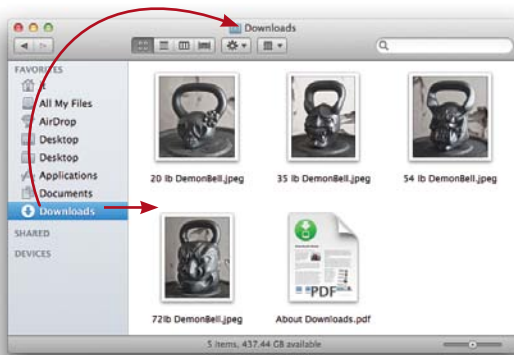 Downloads
FAVORITES
All My Files
AirDrop
Desktop
Desktop
Applications
Documents
Downloads
SHARED
DEVICES
20 lb DemonBell.jpeg
35 lb DemonBell.jpeg
54 lb DemonBell.jpeg
72lb DemonBell.jpeg
PDF
About Downloads.pdf
5 items, 437.44 GB available